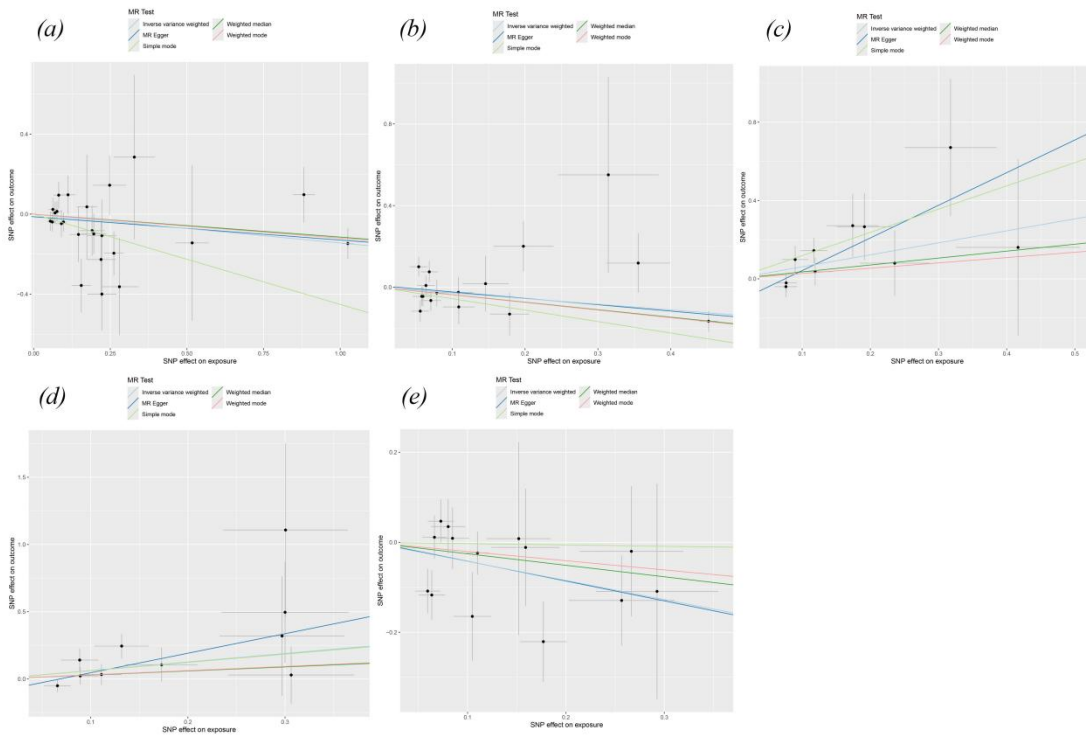 (a)
MR Test
Inverse variance weighted Weighted median
MR Egger Weighted mode
Simple mode
SNP effect on outcome
0.4
0.0
-0.4
0.00 0.25 0.50 0.75 1.00
SNP effect on exposure
(b)
MR Test
Inverse variance weighted Weighted median
MR Egger Weighted mode
Simple mode
SNP effect on outcome
0.8
0.4
0.0
0.1 0.2 0.3 0.4
SNP effect on exposure
(c)
MR Test
Inverse variance weighted Weighted median
MR Egger Weighted mode
Simple mode
SNP effect on outcome
0.8
0.4
0.0
0.1 0.2 0.3 0.4 0.5
SNP effect on exposure
(d)
MR Test
Inverse variance weighted Weighted median
MR Egger Weighted mode
Simple mode
SNP effect on outcome
1.5
1.0
0.5
0.0
0.1 0.2 0.3
SNP effect on exposure
(e)
MR Test
Inverse variance weighted Weighted median
MR Egger Weighted mode
Simple mode
SNP effect on outcome
0.2
0.0
-0.2
0.1 0.2 0.3
SNP effect on exposure